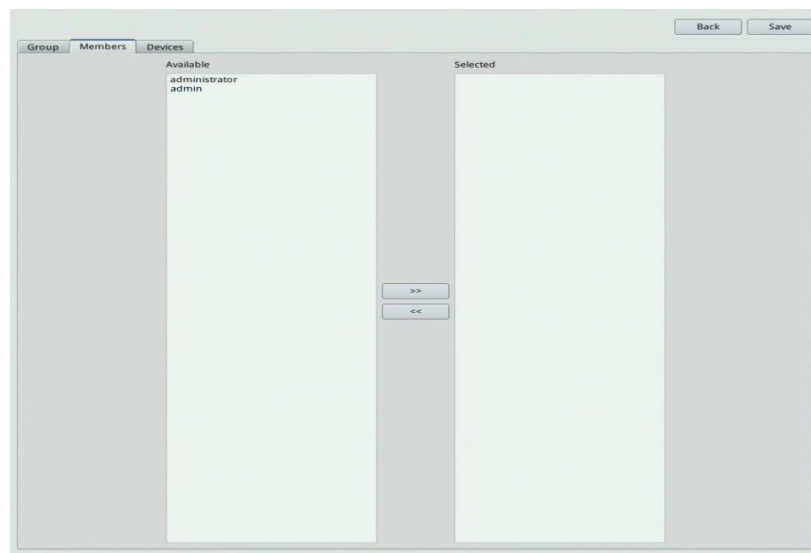 Back Save
Group Members Devices
Available Selected
administrator
admin
>>
<<